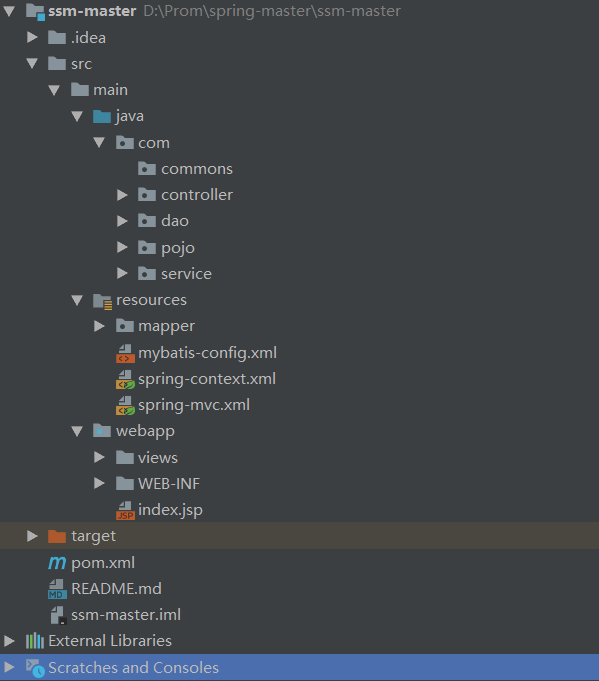 ssm-master D:\Prom\spring-master\ssm-master
.idea
src
main
java
com
commons
controller
dao
pojo
service
resources
mapper
mybatis-config.xml
spring-context.xml
spring-mvc.xml
webapp
views
WEB-INF
JSP index.jsp
target
m pom.xml
MD README.md
ssm-master.iml
External Libraries
Scratches and Consoles